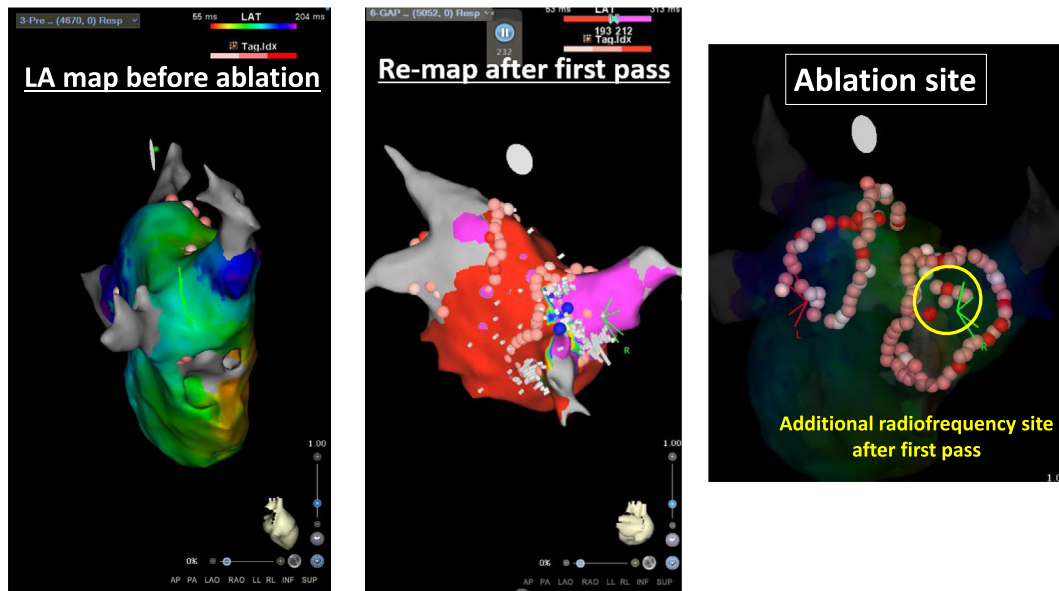 3-Pre ... (4670, 0) Resp
55 ms LAT 204 ms
Tag.Idx
LA map before ablation
1.00
0%
AP PA LAO RAO LL RL INF SUP
6-GAP ... (5052, 0) Resp
53 ms LAT 313 ms
193 212
Tag.Idx
232
Re-map after first pass
R
1.00
0%
AP PA LAO RAO LL RL INF SUP
Ablation site
L
R
Additional radiofrequency site
after first pass
1.0